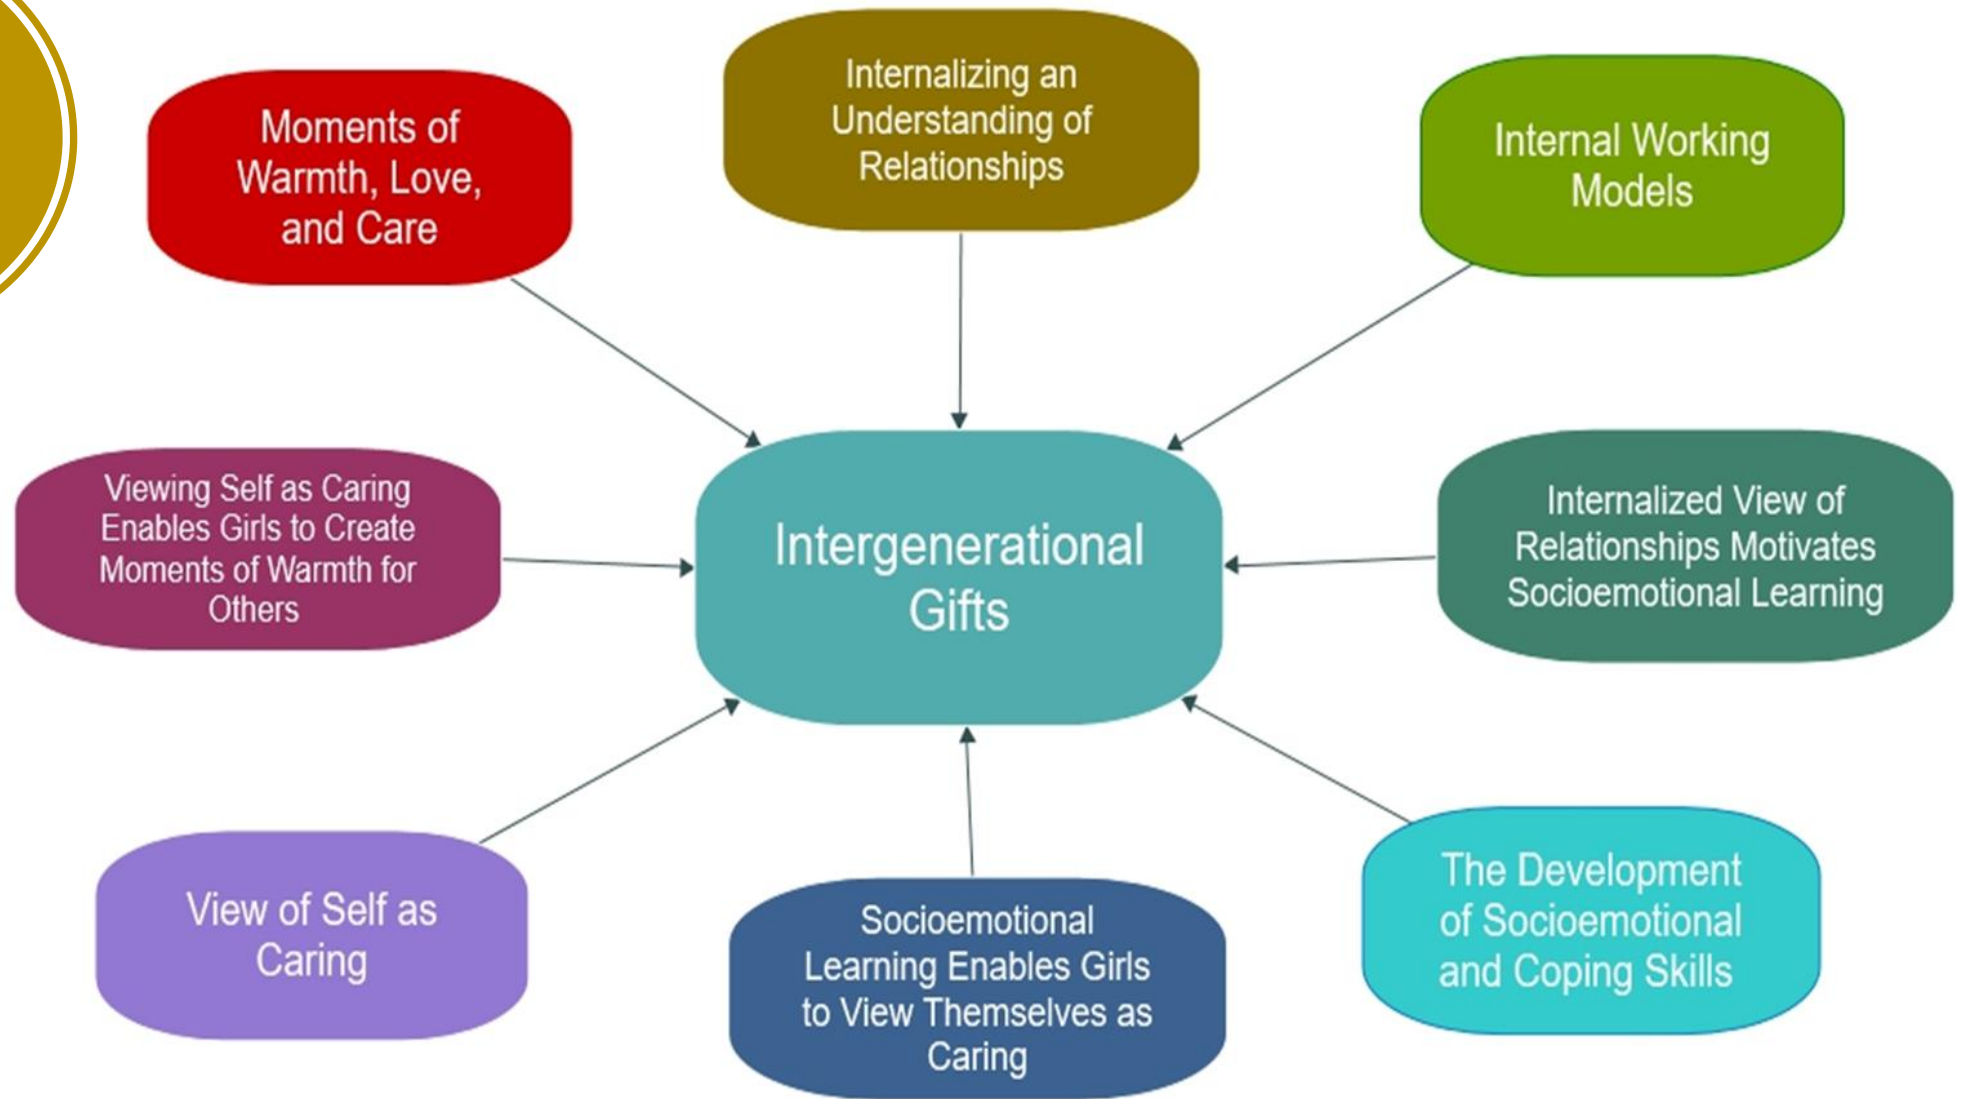 Moments of
Warmth, Love,
and Care
Internalizing an
Understanding of
Relationships
Internal Working
Models
Viewing Self as Caring
Enables Girls to Create
Moments of Warmth for
Others
Intergenerational
Gifts
Internalized View of
Relationships Motivates
Socioemotional Learning
View of Self as
Caring
Socioemotional
Learning Enables Girls
to View Themselves as
Caring
The Development
of Socioemotional
and Coping Skills